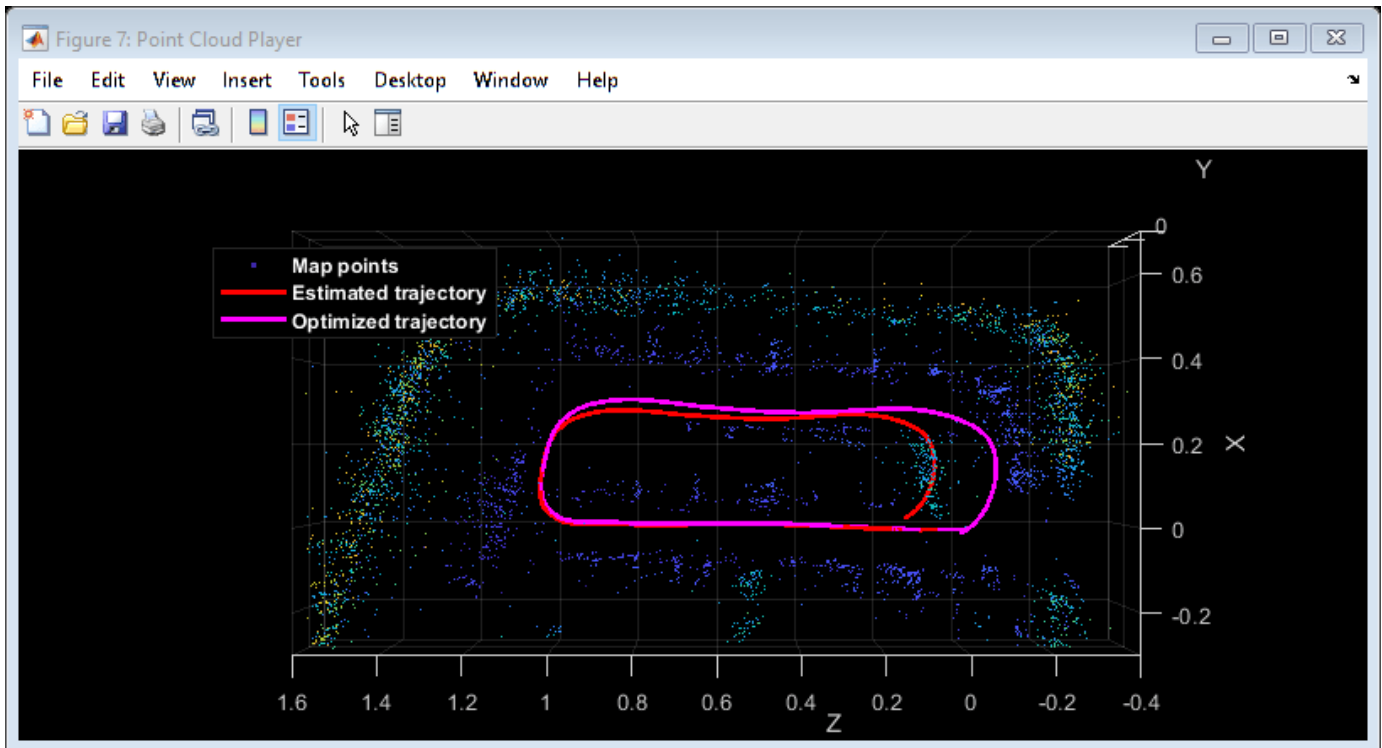 Figure 7: Point Cloud Player
File Edit View Insert Tools Desktop Window Help
Y
0
Map points
Estimated trajectory
Optimized trajectory
0.6
0.4
0.2
X
0
-0.2
1.6 1.4 1.2 1 0.8 0.6 0.4 0.2 0 -0.2 -0.4
Z